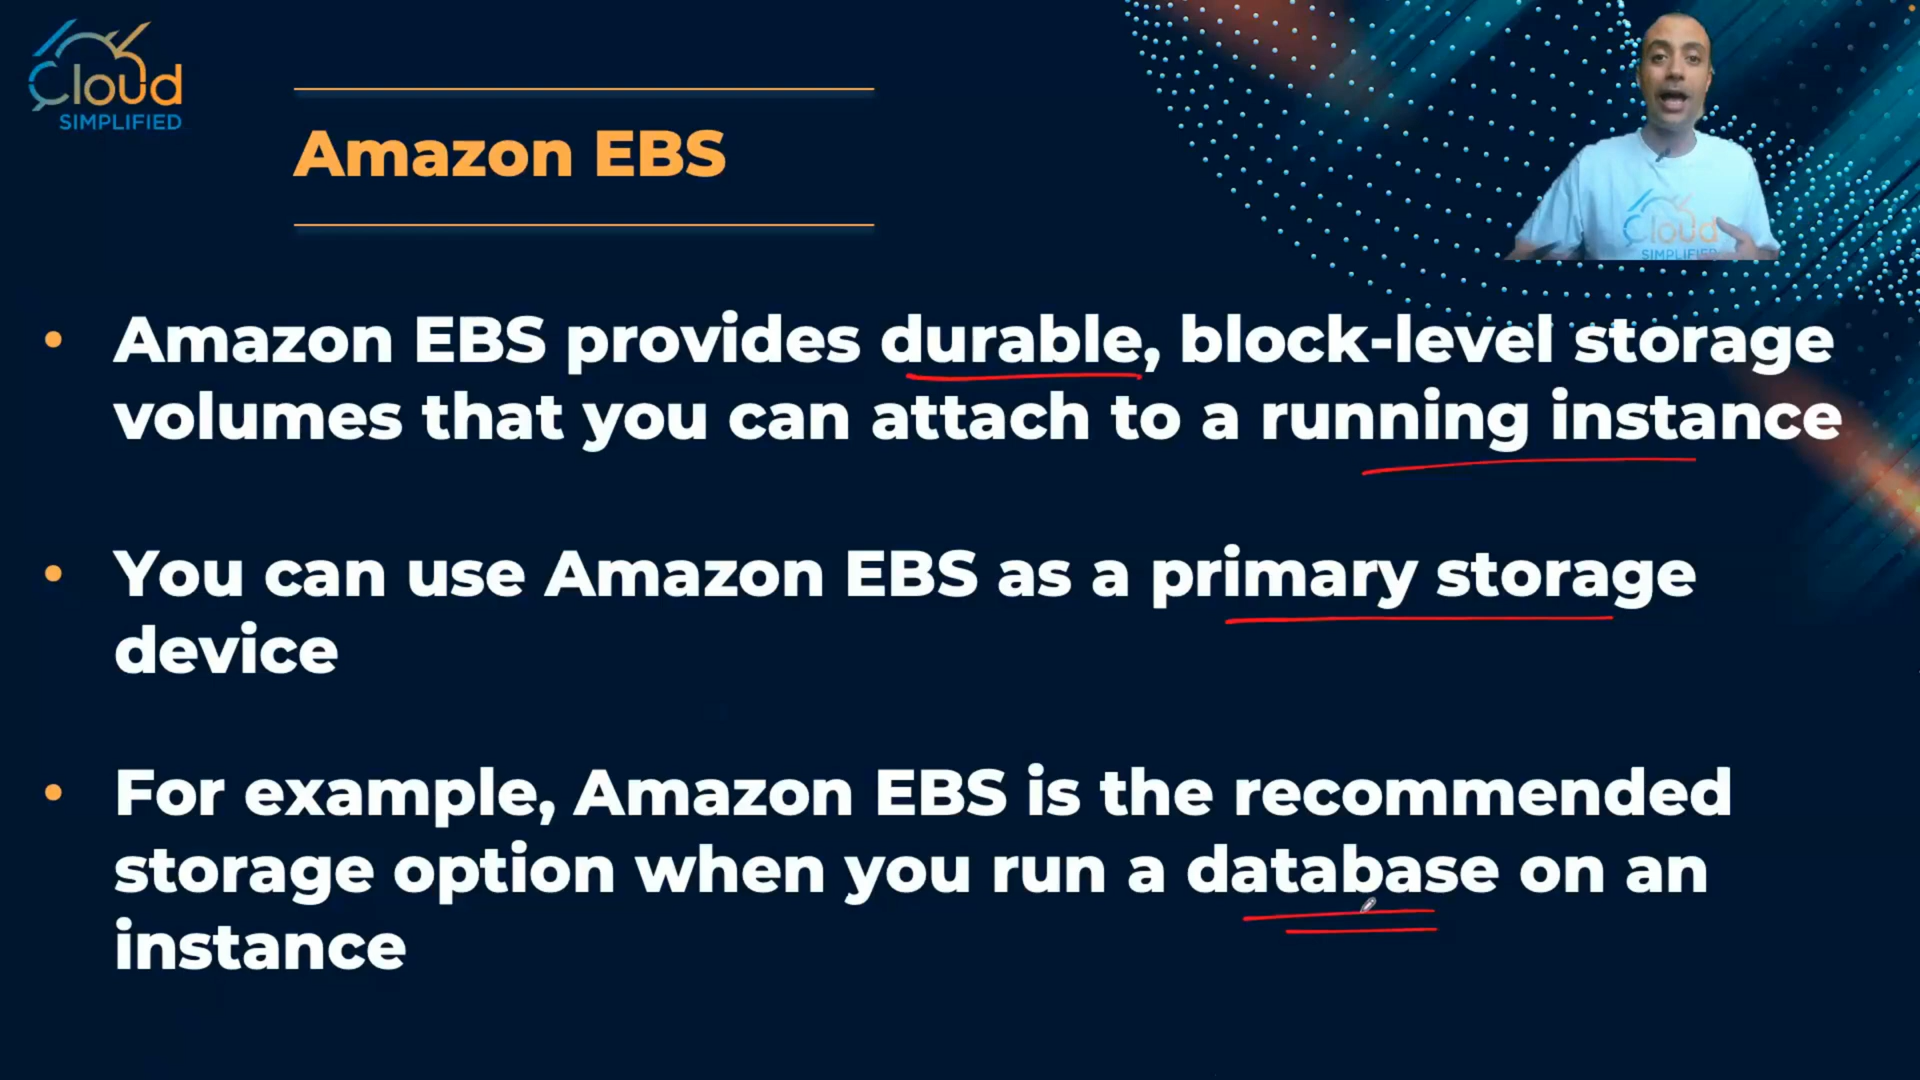 Cloud
SIMPLIFIED
Amazon EBS
Cloud
SIMPLIFIED
• Amazon EBS provides durable, block-level storage
volumes that you can attach to a running instance
• You can use Amazon EBS as a primary storage
device
• For example, Amazon EBS is the recommended
storage option when you run a database on an
instance